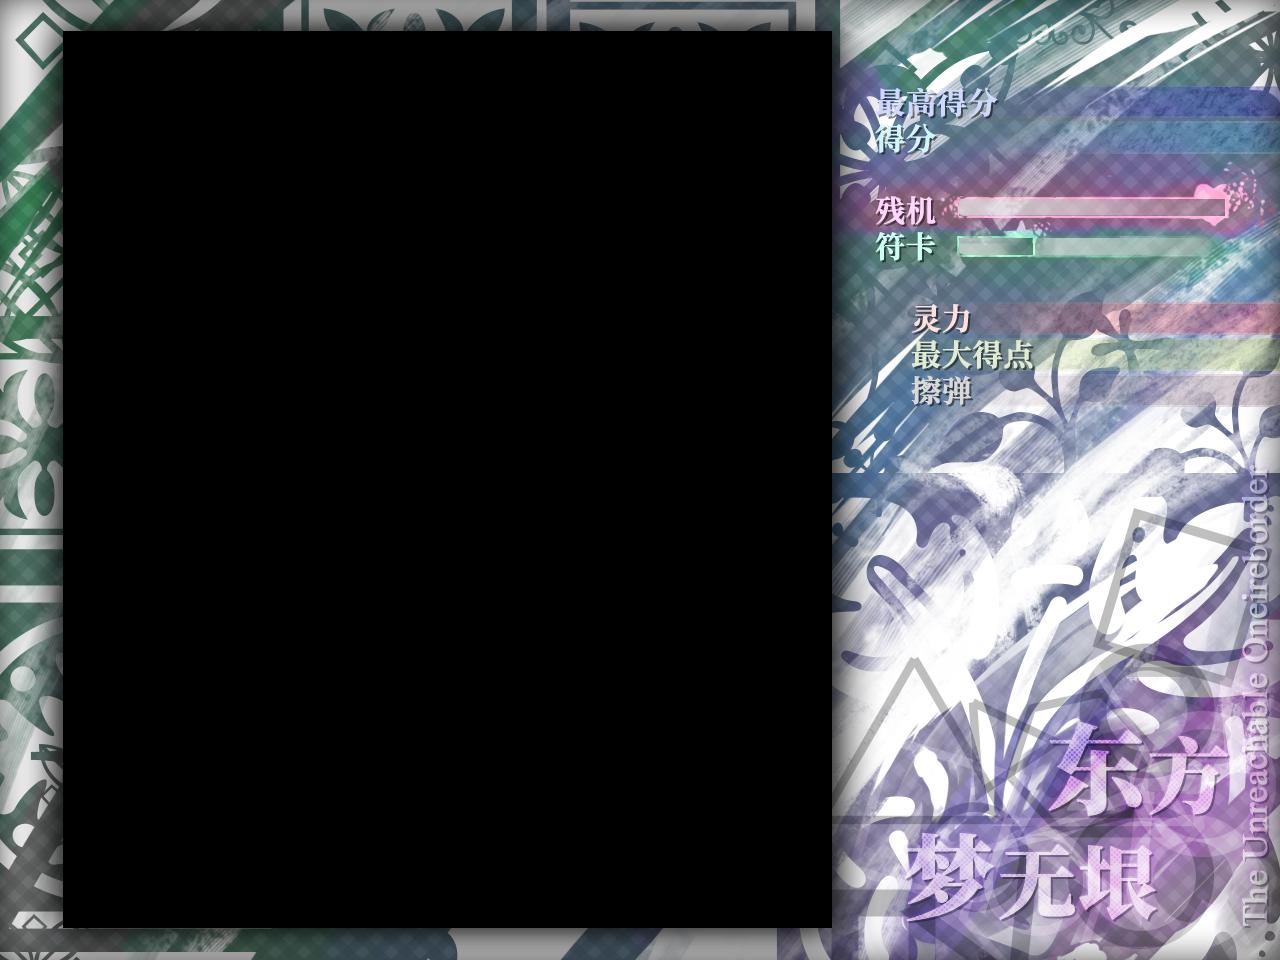 最高得分
得分
残机
符卡
灵力
最大得点
擦弹
东方
梦无垠
The Unreachable Oneireborder